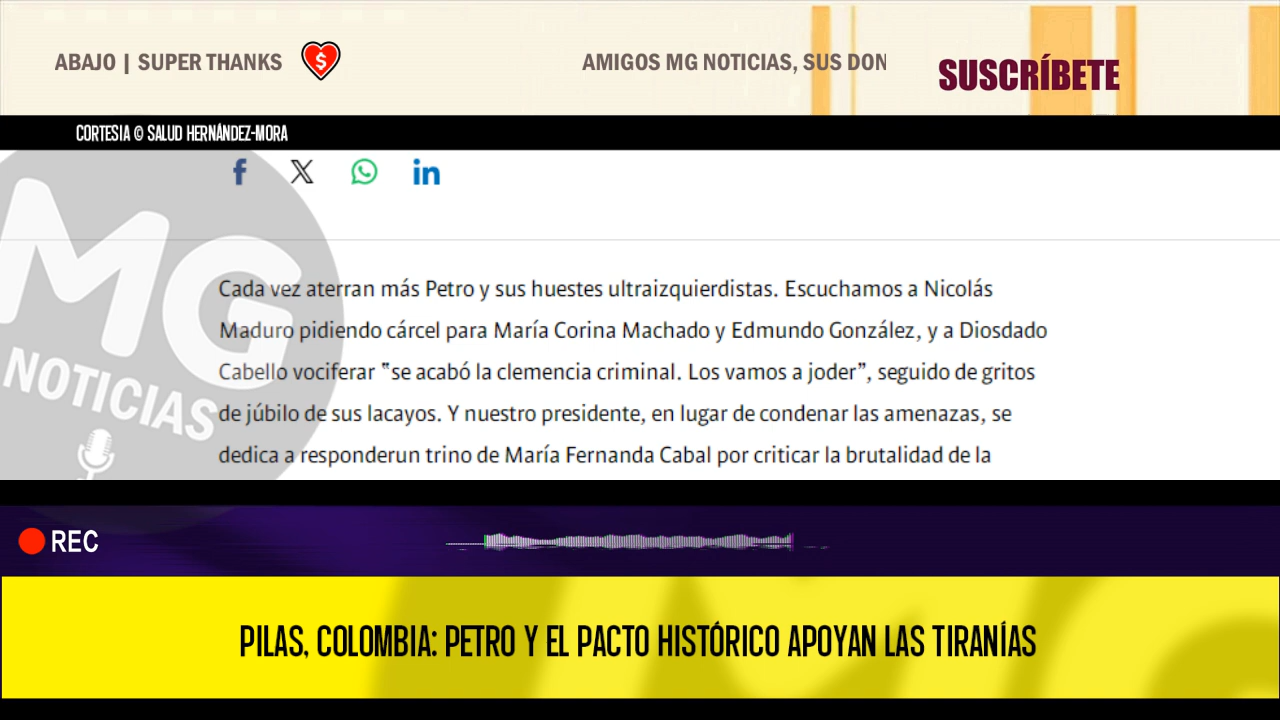 ABAJO | SUPER THANKS
$
AMIGOS MG NOTICIAS, SUS DON
SUSCRÍBETE
CORTESIA © SALUD HERNÁNDEZ-MORA
MG
NOTICIAS
Cada vez aterran más Petro y sus huestes ultraizquierdistas. Escuchamos a Nicolás
Maduro pidiendo cárcel para María Corina Machado y Edmundo González, y a Diosdado
Cabello vociferar “se acabó la clemencia criminal. Los vamos a joder”, seguido de gritos
de júbilo de sus lacayos. Y nuestro presidente, en lugar de condenar las amenazas, se
dedica a responderun trino de María Fernanda Cabal por criticar la brutalidad de la
REC
PILAS, COLOMBIA: PETRO Y EL PACTO HISTÓRICO APOYAN LAS TIRANÍAS